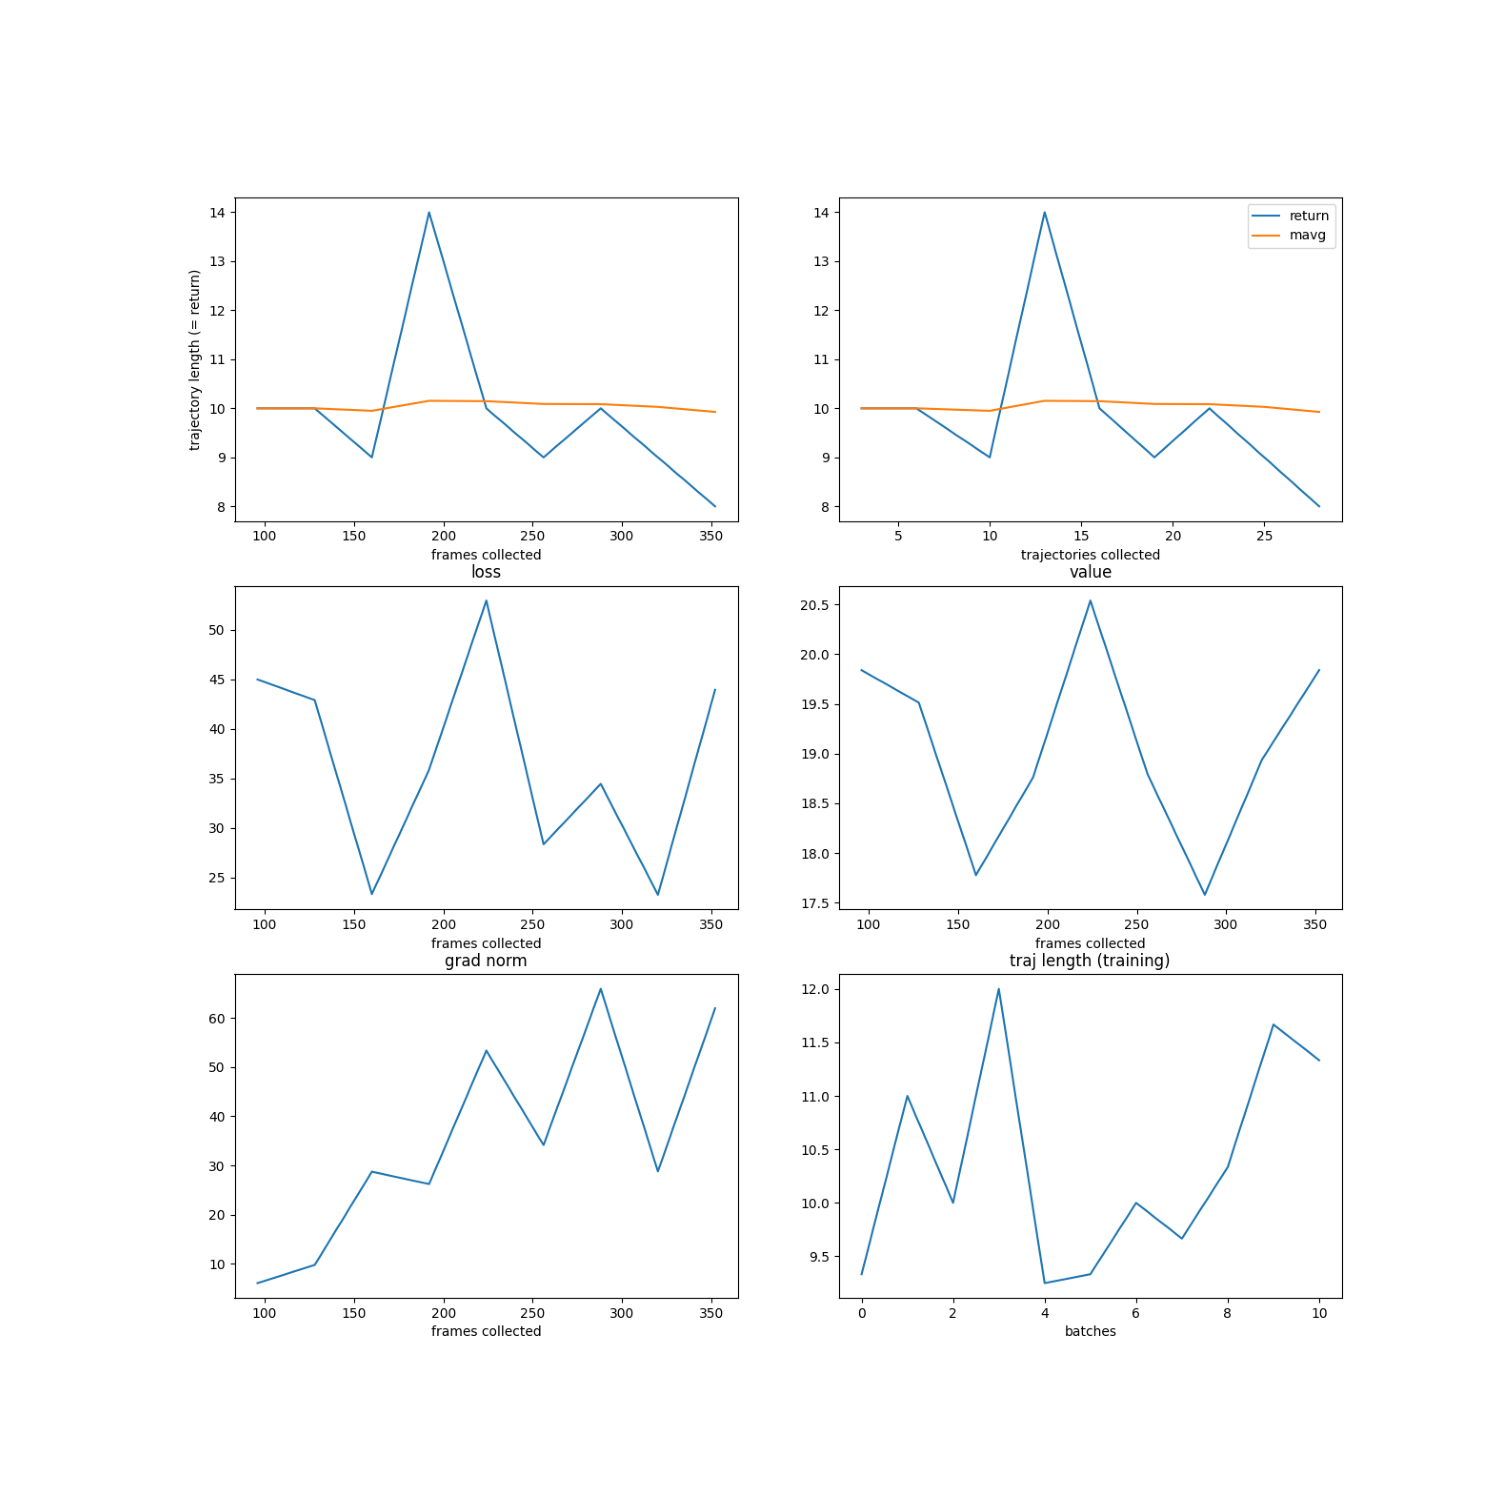 14
13
12
11
10
9
8
trajectory length (= return)
100 150 200 250 300 350
frames collected
14
13
12
11
10
9
8
return
mavg
5 10 15 20 25
trajectories collected
loss
50
45
40
35
30
25
100 150 200 250 300 350
frames collected
value
20.5
20.0
19.5
19.0
18.5
18.0
17.5
100 150 200 250 300 350
frames collected
grad norm
60
50
40
30
20
10
100 150 200 250 300 350
frames collected
traj length (training)
12.0
11.5
11.0
10.5
10.0
9.5
0 2 4 6 8 10
batches